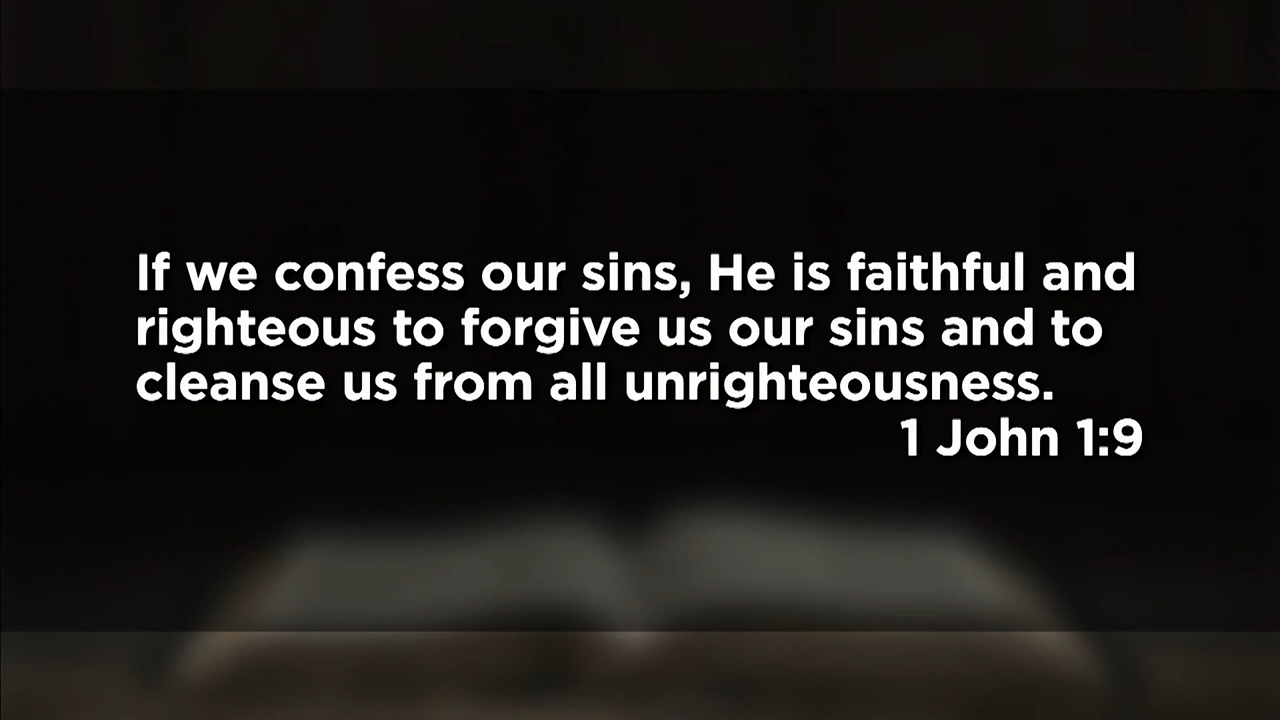 If we confess our sins, He is faithful and
righteous to forgive us our sins and to
cleanse us from all unrighteousness.
1 John 1:9